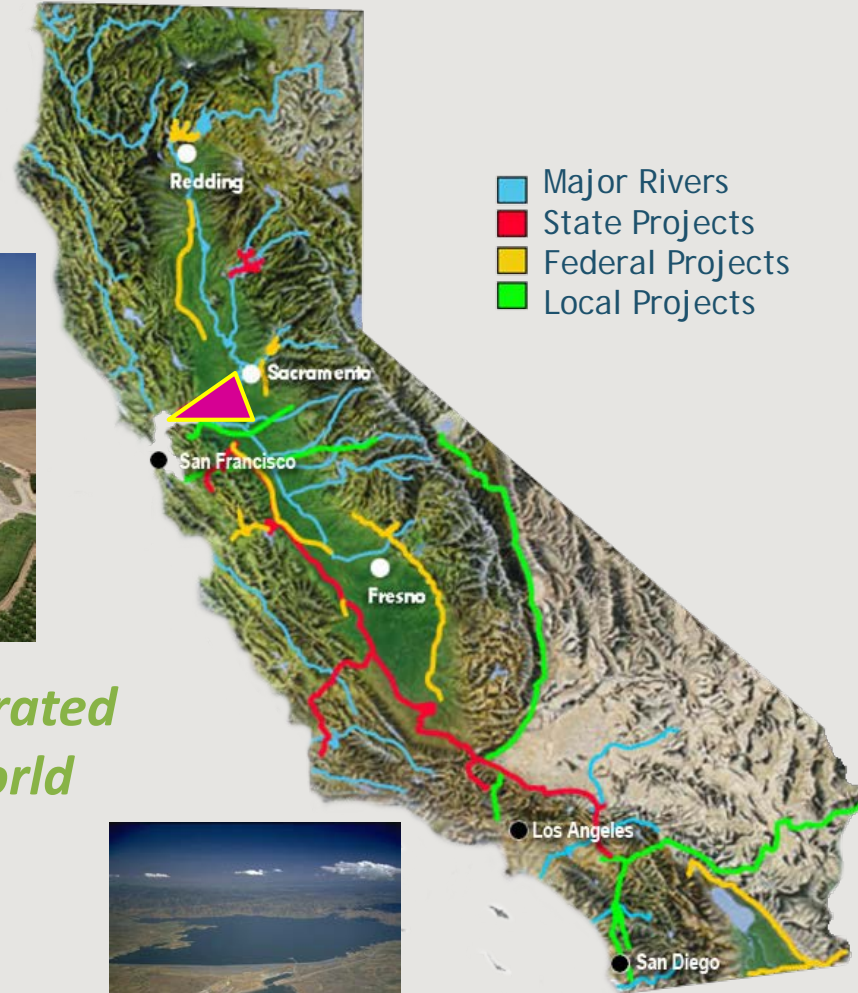 Redding
Major Rivers
State Projects
Federal Projects
Local Projects
Sacramento
San Francisco
Fresno
rated
orld
Los Angeles
San Diego